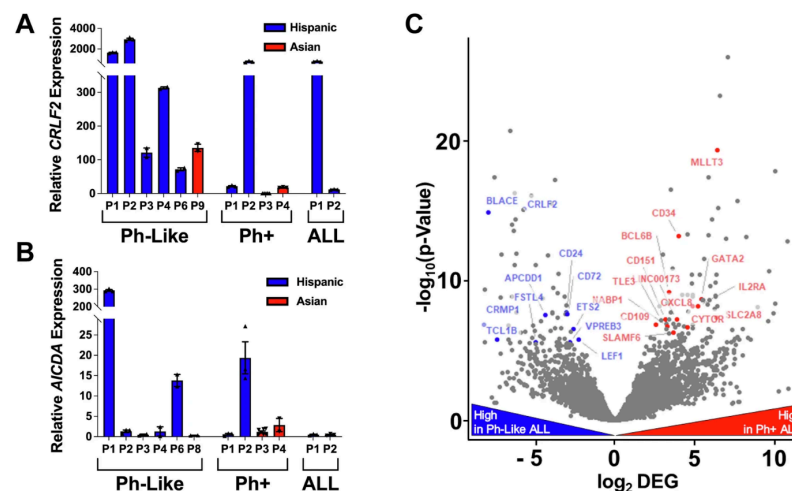 A
Relative CRLF2 Expression
4000
2000
300
200
100
0
Hispanic
Asian
P1 P2 P3 P4 P6 P9 P1 P2 P3 P4 P1 P2
Ph-Like Ph+ ALL
B
Relative AICDA Expression
400
300
200
25
20
15
10
5
0
Hispanic
Asian
P1 P2 P3 P4 P6 P8 P1 P2 P3 P4 P1 P2
Ph-Like Ph+ ALL
C
-log10(p-Value)
20
10
0
MLLT3
BLACE
CRLF2
CD34
BCL6B
CD24
CD151
GATA2
APCDD1
CD72
NC00173
TLE3
IL2RA
FSTL4
ETS2
NABP1
CXCL8
CRMP1
CD109
CYTOR
SLC2A8
TCL1B
VPREB3
SLAMF6
LEF1
High
in Ph-Like ALL
High
in Ph+ AL
- 5 0 5 10
log2 DEG